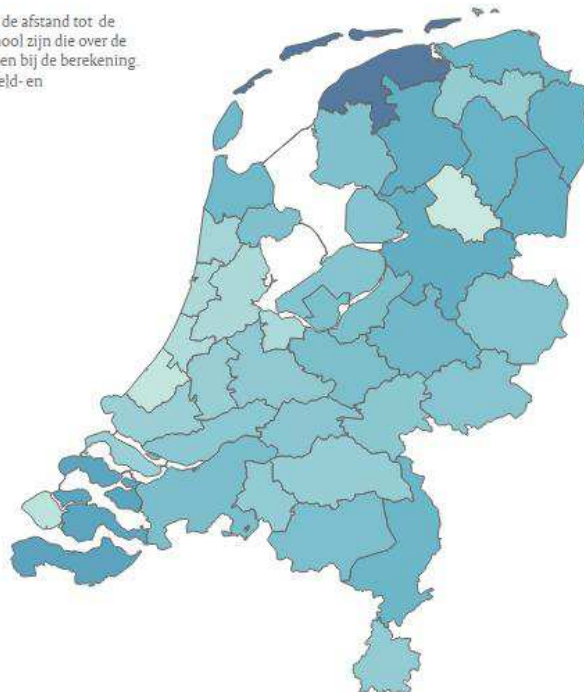 de afstand tot de
ool zijn die over de
en bij de berekening.
eld- en